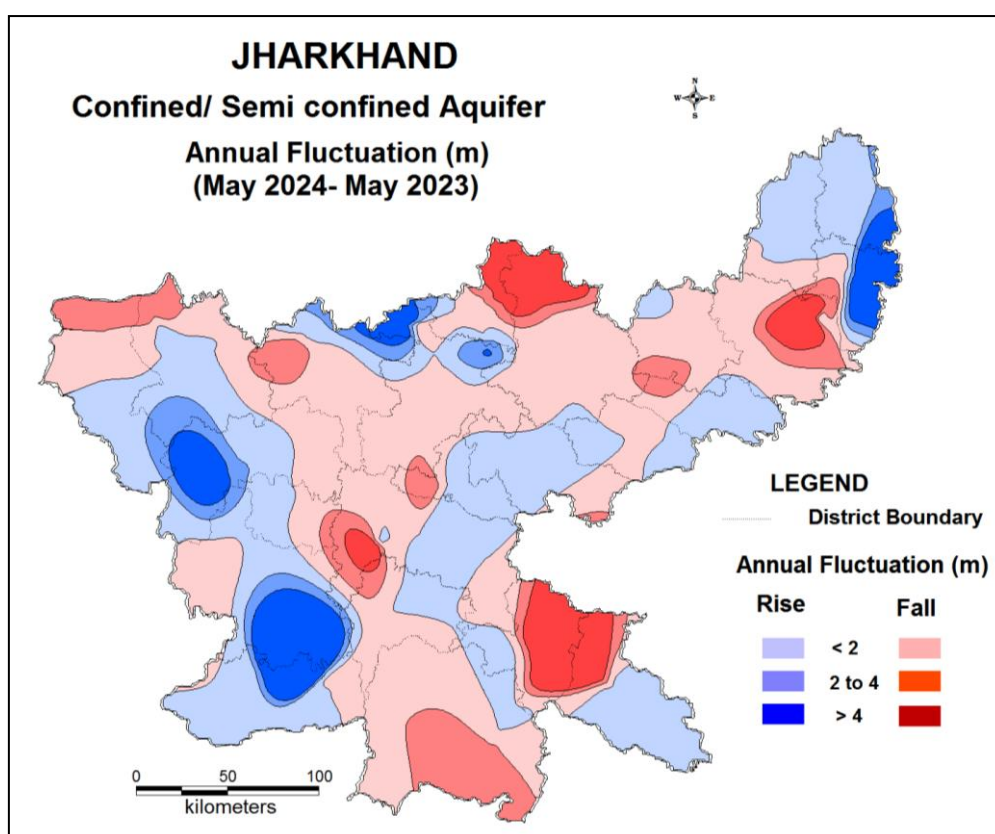 JHARKHAND
Confined/ Semi confined Aquifer
Annual Fluctuation (m)
(May 2024- May 2023)
N
W E
S
LEGEND
District Boundary
Annual Fluctuation (m)
Rise Fall
< 2
2 to 4
> 4
0 50 100
kilometers